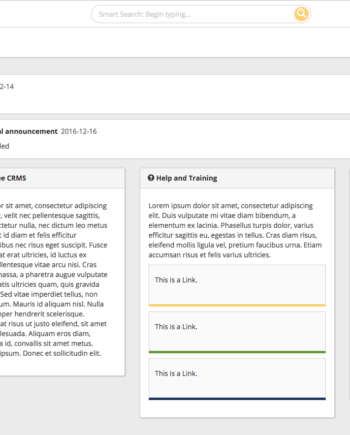 Smart Search: Begin typing...
2-14
al announcement 2016-12-16
led
ee CRMS
or sit amet, consectetur adipiscing
, velit nec pellentesque sagittis,
ctetur nulla, nec dictum leo metus
t id diam et felis efficitur
ibus nec risus eget suscipit. Fusce
at erat ultricies, id luctus ex
llentesque vitae arcu nisi. Cras
massa, a pharetra augue vulputate
atis ultricies quam, quis gravida
Sed vitae imperdiet tellus, non
um. Mauris id aliquam nisl. Nulla
mper hendrerit scelerisque.
at risus ut justo eleifend, sit amet
lesuada. Aliquam eros diam,
a id, convallis sit amet metus.
ipsum. Donec et sollicitudin elit.
Help and Training
Lorem ipsum dolor sit amet, consectetur adipiscing
elit. Duis vulputate mi vitae diam bibendum, a
elementum ex lacinia. Phasellus turpis dolor, varius
efficitur sagittis eu, egestas in tellus. Cras diam risus,
eleifend mollis ligula vel, pretium faucibus urna. Etiam
accumsan risus et felis varius ultricies.
This is a Link.
This is a Link.
This is a Link.